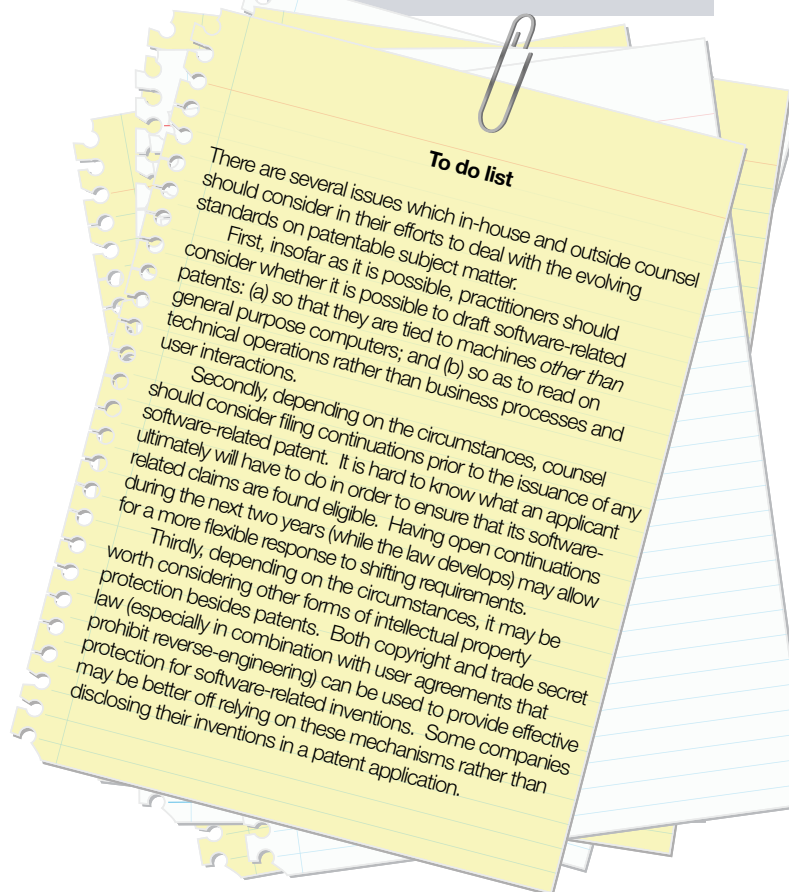 To do list
There are several issues which in-house and outside counsel
should consider in their efforts to deal with the evolving
standards on patentable subject matter.
First, insofar as it is possible, practitioners should
consider whether it is possible to draft software-related
patents: (a) so that they are tied to machines other than
general purpose computers; and (b) so as to read on
technical operations rather than business processes and
user interactions.
Secondly, depending on the circumstances, counsel
should consider filing continuations prior to the issuance of any
software-related patent. It is hard to know what an applicant
ultimately will have to do in order to ensure that its software-
related claims are found eligible. Having open continuations
during the next two years (while the law develops) may allow
for a more flexible response to shifting requirements.
Thirdly, depending on the circumstances, it may be
worth considering other forms of intellectual property
protection besides patents. Both copyright and trade secret
law (especially in combination with user agreements that
prohibit reverse-engineering) can be used to provide effective
protection for software-related inventions. Some companies
may be better off relying on these mechanisms rather than
disclosing their inventions in a patent application.